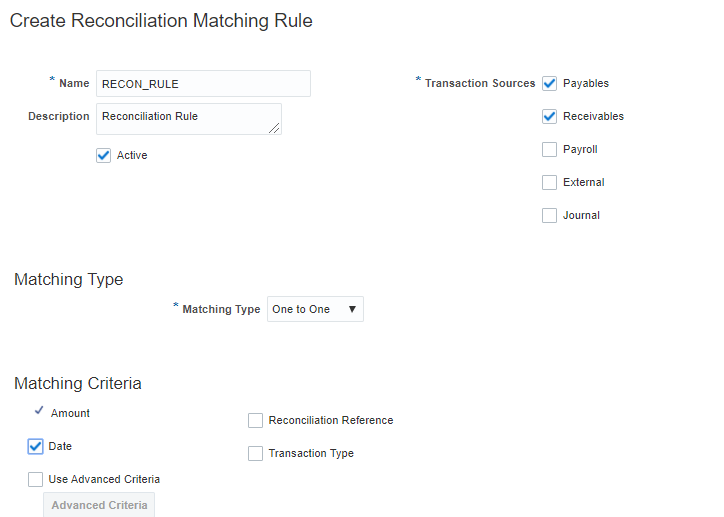 Create Reconciliation Matching Rule
* Name RECON_RULE
Description Reconciliation Rule
Active
* Transaction Sources Payables
Receivables
Payroll
External
Journal
Matching Type
* Matching Type One to One
Matching Criteria
Amount
Date
Use Advanced Criteria
Advanced Criteria
Reconciliation Reference
Transaction Type